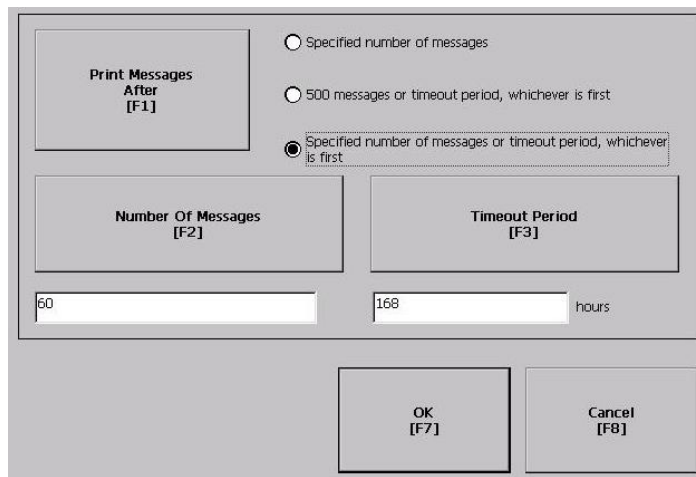 Print Messages
After
[F1]
Specified number of messages
500 messages or timeout period, whichever is first
Specified number of messages or timeout period, whichever
is first
Number Of Messages
[F2]
Timeout Period
[F3]
60
168
hours
OK
[F7]
Cancel
[F8]